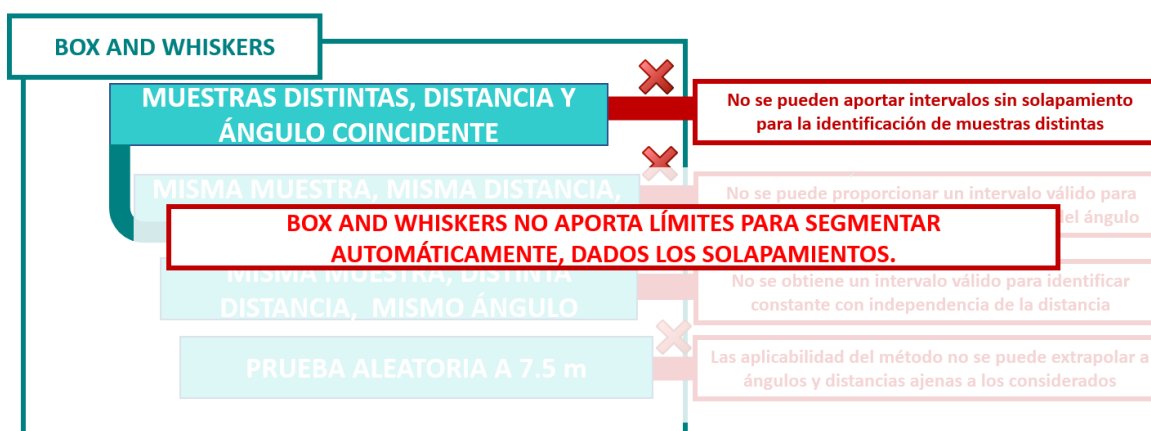 BOX AND WHISKERS
MUESTRAS DISTINTAS, DISTANCIA Y
ÁNGULO COINCIDENTE
No se pueden aportar intervalos sin solapamiento
para la identificación de muestras distintas
MISMA MUESTRA, MISMA DISTANCIA,
No se puede proporcionar un intervalo válido para
el ángulo
BOX AND WHISKERS NO APORTA LÍMITES PARA SEGMENTAR
AUTOMÁTICAMENTE, DADOS LOS SOLAPAMIENTOS.
MISMA MUESTRA, DISTINTA
DISTANCIA, MISMO ÁNGULO
No se obtiene un intervalo válido para identificar
constante con independencia de la distancia
PRUEBA ALEATORIA A 7.5 m
Las aplicabilidad del método no se puede extrapolar a
ángulos y distancias ajenas a los considerados